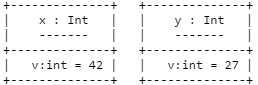 +--------------+   +--------------+
|    x : Int   |   |    y : Int   |
|    -------   |   |    -------   |
+--------------+   +--------------+
|   v:int = 42 |   |   v:int = 27 |
+--------------+   +--------------+